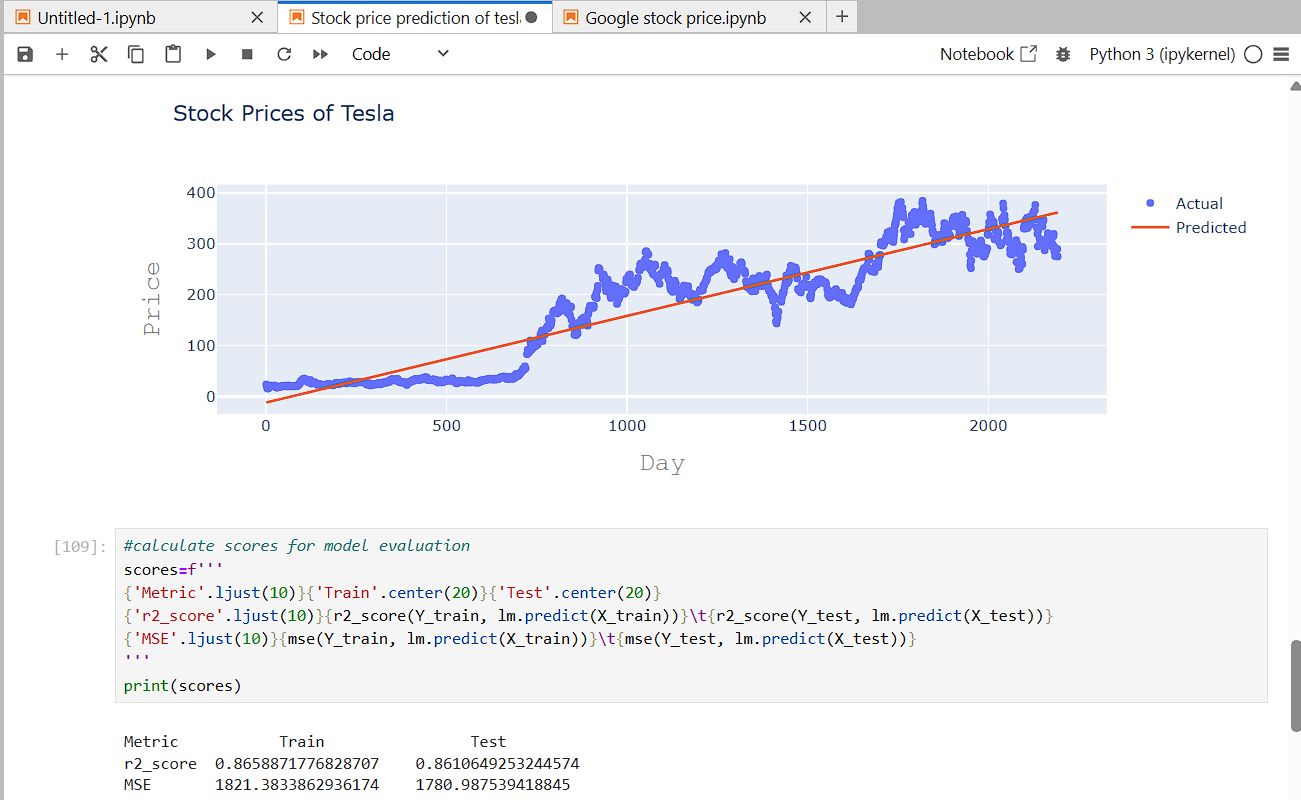 Untitled-1.ipynb
Stock price prediction of tesl
Google stock price.ipynb
Code
Notebook
Python 3 (ipykernel)
Stock Prices of Tesla
400
300
200
100
0
Price
0 500 1000 1500 2000
Day
Actual
Predicted
[109]:
#calculate scores for model evaluation
scores=f'''
{'Metric'.ljust(10)}{'Train'.center(20)}{'Test'.center(20)}
{'r2_score'.ljust(10)}{r2_score(Y_train, lm.predict(X_train))}\t{r2_score(Y_test, lm.predict(X_test))}
{'MSE'.ljust(10)}{mse(Y_train, lm.predict(X_train))}\t{mse(Y_test, lm.predict(X_test))}
'''
print(scores)
Metric Train Test
r2_score 0.8658871776828707 0.8610649253244574
MSE 1821.3833862936174 1780.987539418845